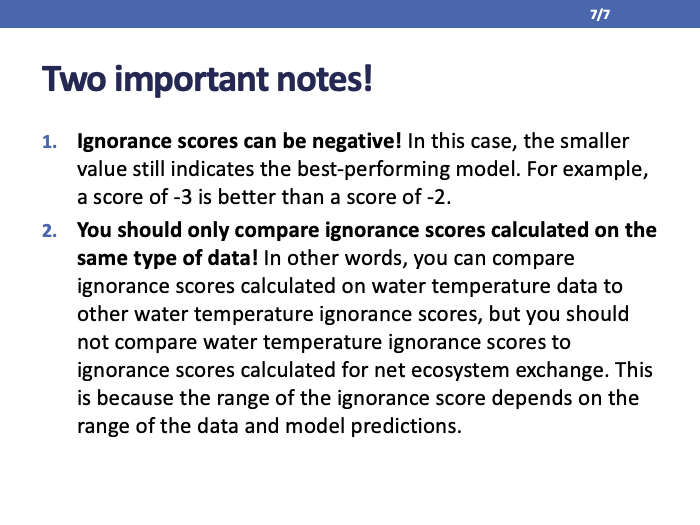 7/7
Two important notes!
1. Ignorance scores can be negative! In this case, the smaller
value still indicates the best-performing model. For example,
a score of -3 is better than a score of -2.
2. You should only compare ignorance scores calculated on the
same type of data! In other words, you can compare
ignorance scores calculated on water temperature data to
other water temperature ignorance scores, but you should
not compare water temperature ignorance scores to
ignorance scores calculated for net ecosystem exchange. This
is because the range of the ignorance score depends on the
range of the data and model predictions.